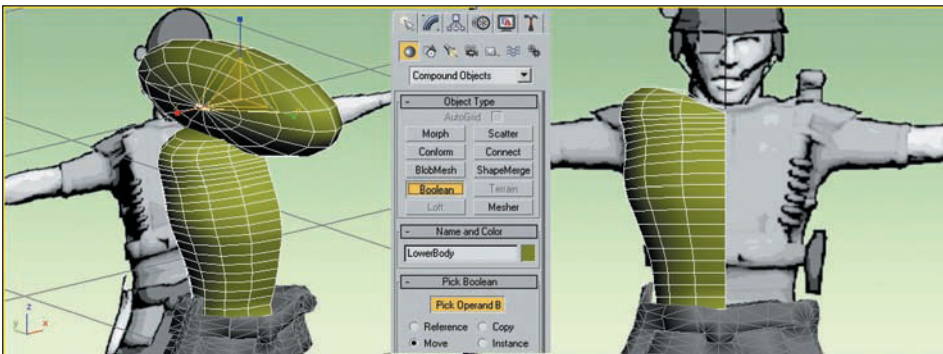 Compound Objects
- Object Type
AutoGrid
Morph Scatter
Conform Connect
BlobMesh ShapeMerge
Boolean Terrain
Loft Mesher
- Name and Color
LowerBody
- Pick Boolean
Pick Operand B
Reference Copy
Move Instance
z
y x